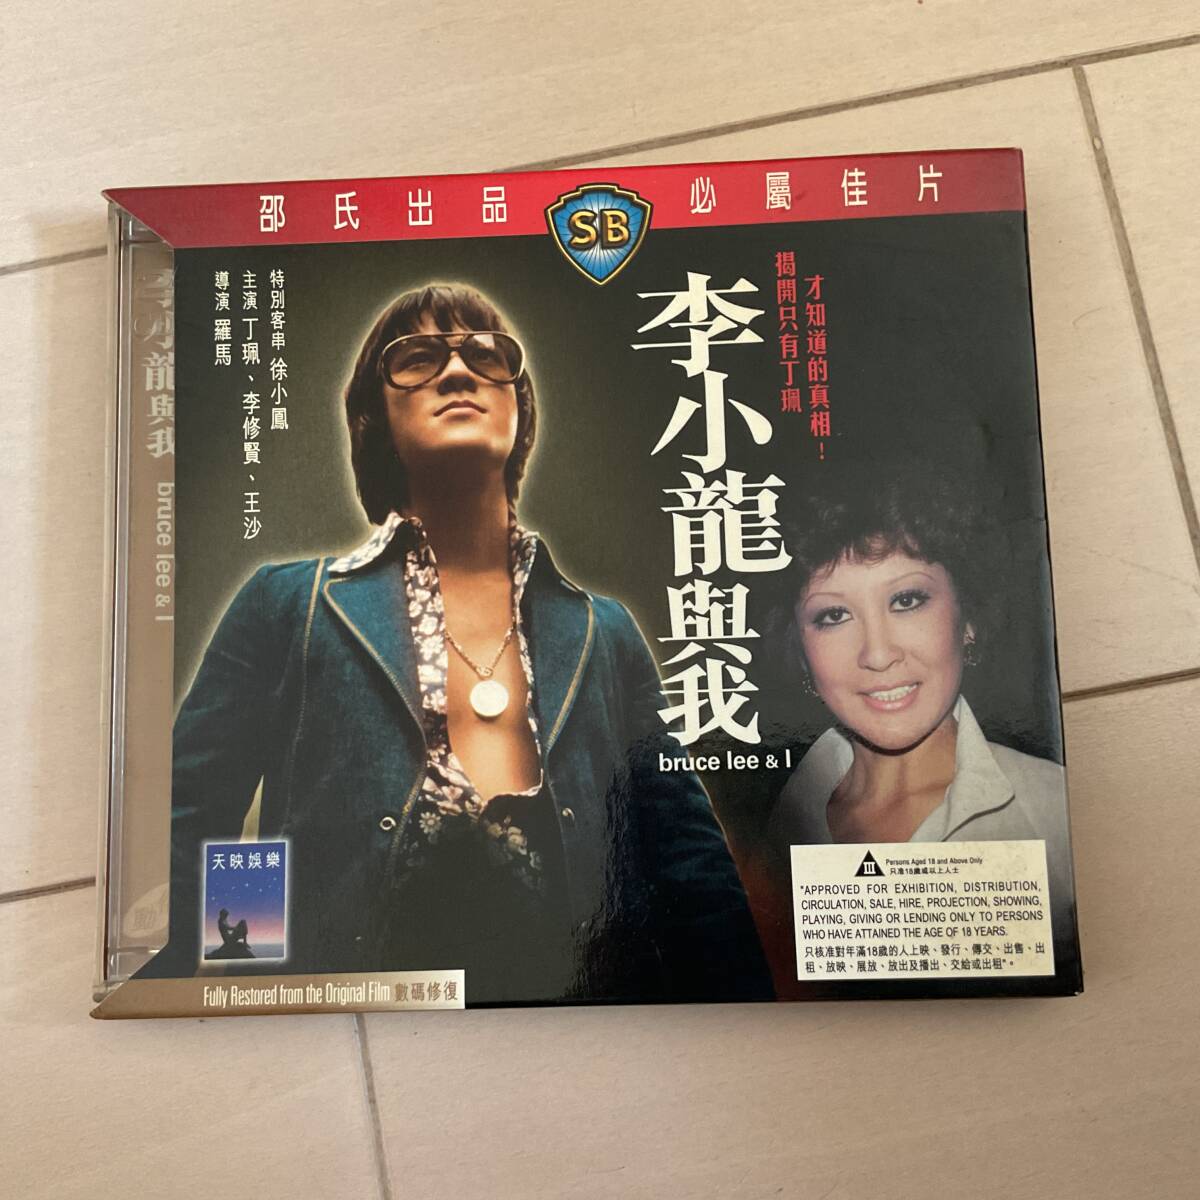 邵氏出品
SB
必屬佳片
特別客串 徐小鳳
主演 丁珮、李修賢、王沙
導演 羅馬
揭開只有丁珮
才知道的真相！
李小龍與我
bruce lee & I
李小龍與我
bruce lee & I
天映娛樂
III
Persons Aged 18 and Above Only
只准18歲或以上人士
"APPROVED FOR EXHIBITION, DISTRIBUTION,
CIRCULATION, SALE, HIRE, PROJECTION, SHOWING,
PLAYING, GIVING OR LENDING ONLY TO PERSONS
WHO HAVE ATTAINED THE AGE OF 18 YEARS.
只核准對年滿18歲的人上映、發行、傳交、出售、出
租、放映、展放、放出及播出、交給或出租"。
Fully Restored from the Original Film 數碼修復